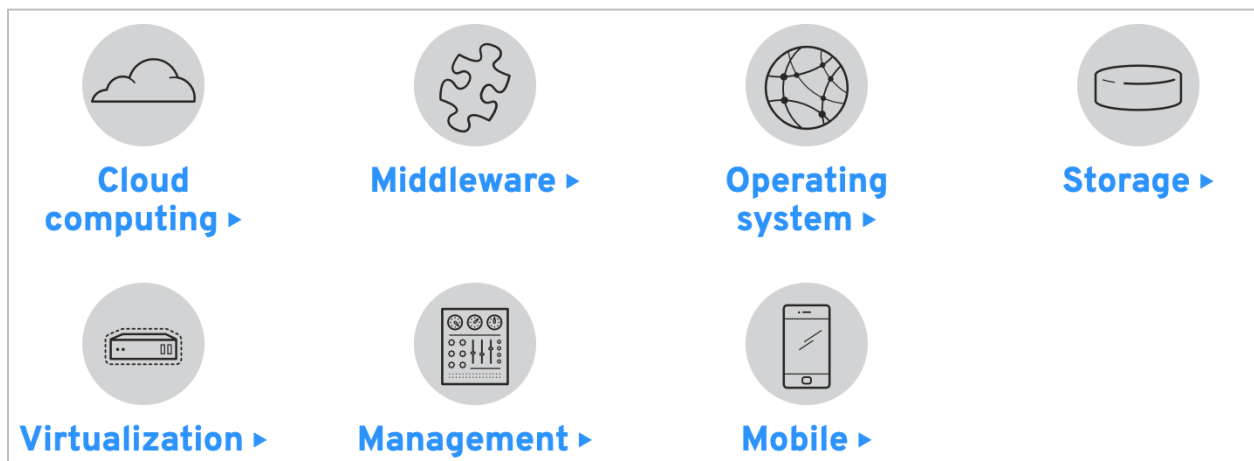 Cloud
computing ▸
Middleware ▸
Operating
system ▸
Storage ▸
Virtualization ▸
Management ▸
Mobile ▸